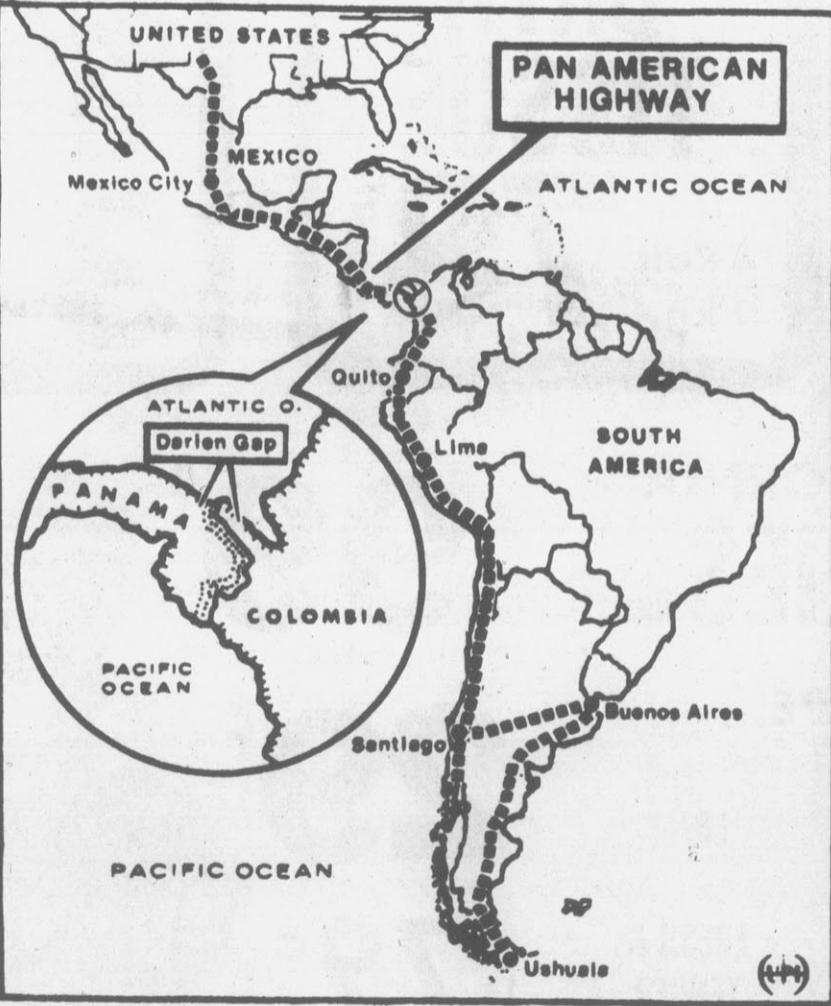 UNITED STATES
PAN AMERICAN
HIGHWAY
MEXICO
Mexico City
ATLANTIC OCEAN
Quito
ATLANTIC O.
Darien Gap
Lima
SOUTH
AMERICA
PANAMA
COLOMBIA
PACIFIC
OCEAN
Buenos Aires
Santiago
PACIFIC OCEAN
Ushuaia
(UPI)